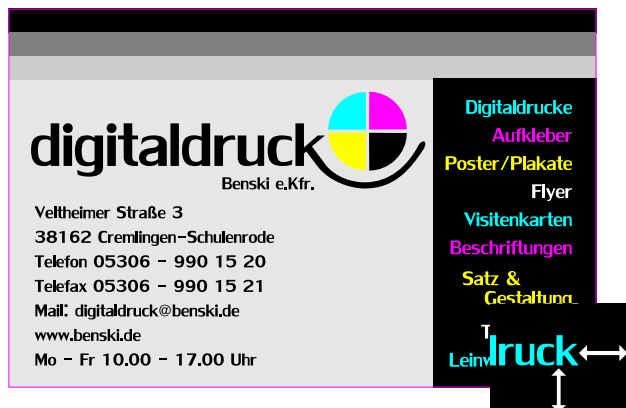 digitaldruck
Benski e.Kfr.
Veltheimer Straße 3
38162 Cremlingen-Schulenrode
Telefon 05306 - 990 15 20
Telefax 05306 - 990 15 21
Mail: digitaldruck@benski.de
www.benski.de
Mo - Fr 10.00 - 17.00 Uhr
Digitaldrucke
Aufkleber
Poster/Plakate
Flyer
Visitenkarten
Beschriftungen
Satz &
Gestaltung